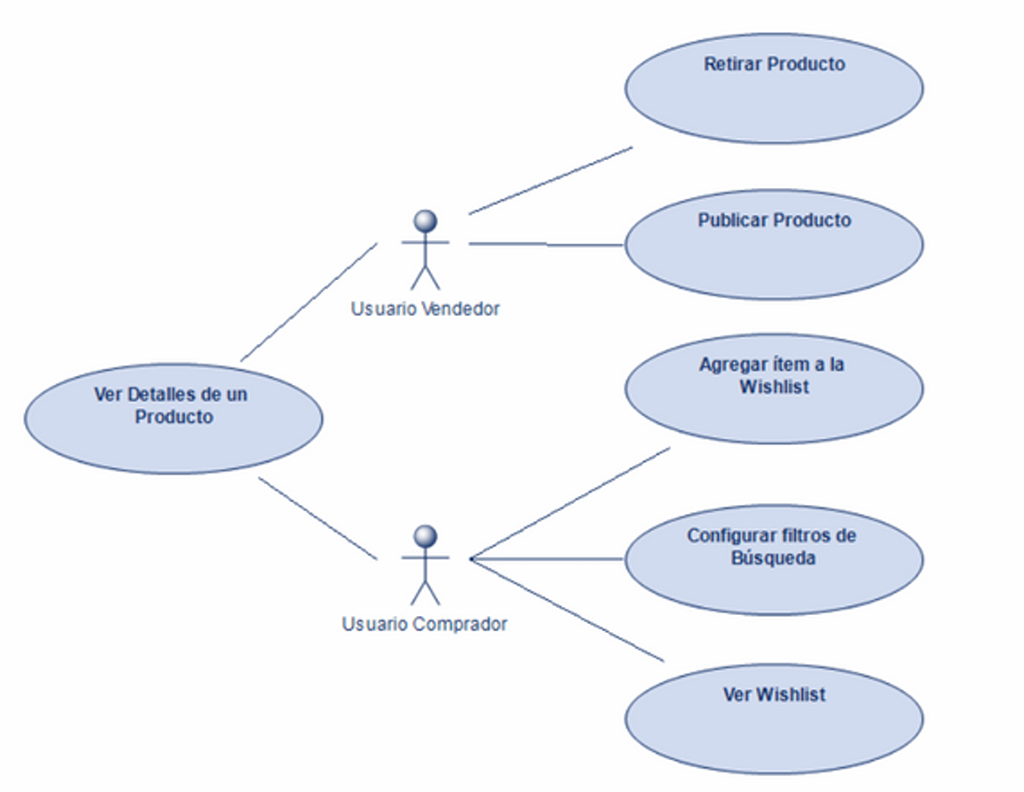 Retirar Producto
Publicar Producto
Usuario Vendedor
Agregar ítem a la
Wishlist
Ver Detalles de un
Producto
Configurar filtros de
Búsqueda
Usuario Comprador
Ver Wishlist